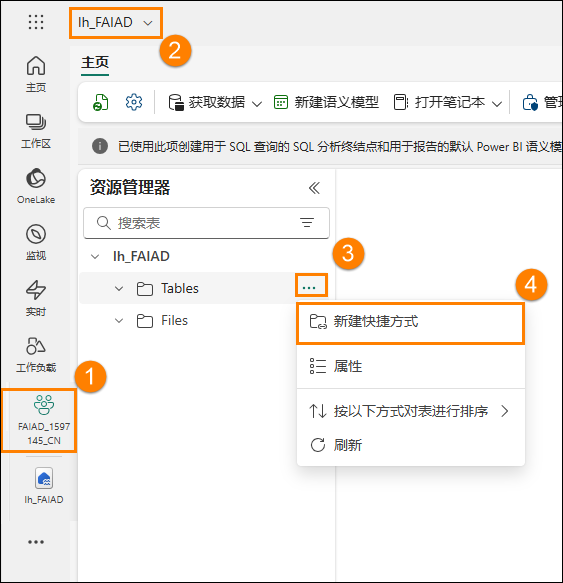 lh_FAIAD
2
主页
主页
获取数据
新建语义模型
打开笔记本
管理
工作区
已使用此项创建用于 SQL 查询的 SQL 分析终结点和用于报告的默认 Power BI 语义模
OneLake
资源管理器
搜索表
监视
lh_FAIAD
3
Tables
4
实时
Files
新建快捷方式
工作负载
1
属性
FAIAD_1597
145_CN
按以下方式对表进行排序
刷新
lh_FAIAD